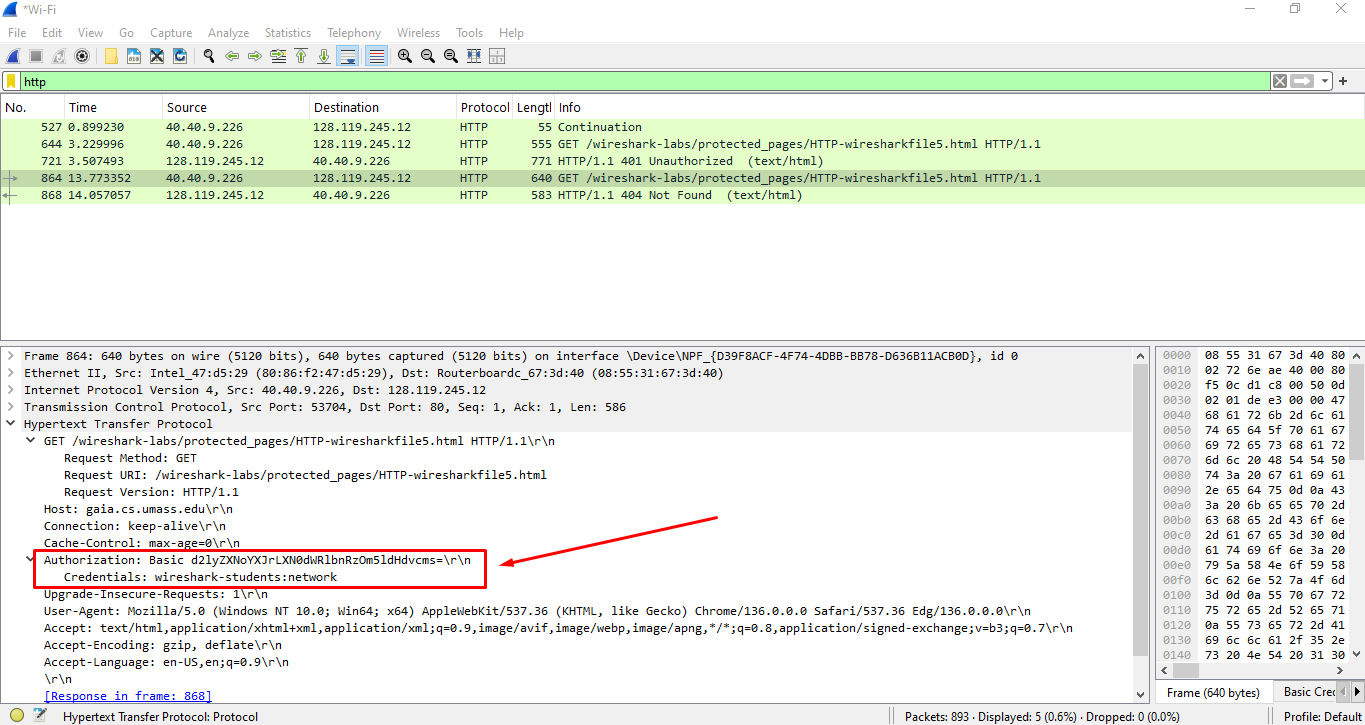 *Wi-Fi
File Edit View Go Capture Analyze Statistics Telephony Wireless Tools Help
http
No. Time Source Destination Protocol Lengtl Info
527 0.899230 40.40.9.226 128.119.245.12 HTTP 55 Continuation
644 3.229996 40.40.9.226 128.119.245.12 HTTP 555 GET /wireshark-labs/protected_pages/HTTP-wiresharkfile5.html HTTP/1.1
721 3.507493 128.119.245.12 40.40.9.226 HTTP 771 HTTP/1.1 401 Unauthorized (text/html)
864 13.773352 40.40.9.226 128.119.245.12 HTTP 640 GET /wireshark-labs/protected_pages/HTTP-wiresharkfile5.html HTTP/1.1
868 14.057057 128.119.245.12 40.40.9.226 HTTP 583 HTTP/1.1 404 Not Found (text/html)
Frame 864: 640 bytes on wire (5120 bits), 640 bytes captured (5120 bits) on interface \Device\NPF_{D39F8ACF-4F74-4DBB-BB78-D636B11ACB0D}, id 0
Ethernet II, Src: Intel_47:d5:29 (80:86:f2:47:d5:29), Dst: Routerboardc_67:3d:40 (08:55:31:67:3d:40)
Internet Protocol Version 4, Src: 40.40.9.226, Dst: 128.119.245.12
Transmission Control Protocol, Src Port: 53704, Dst Port: 80, Seq: 1, Ack: 1, Len: 586
Hypertext Transfer Protocol
GET /wireshark-labs/protected_pages/HTTP-wiresharkfile5.html HTTP/1.1\r\n
Request Method: GET
Request URI: /wireshark-labs/protected_pages/HTTP-wiresharkfile5.html
Request Version: HTTP/1.1
Host: gaia.cs.umass.edu\r\n
Connection: keep-alive\r\n
Cache-Control: max-age=0\r\n
Authorization: Basic d2lyZXNoYXJrLXN0dWRlbnRzOm5ldHdvcms=\r\n
Credentials: wireshark-students:network
Upgrade-Insecure-Requests: 1\r\n
User-Agent: Mozilla/5.0 (Windows NT 10.0; Win64; x64) AppleWebKit/537.36 (KHTML, like Gecko) Chrome/136.0.0.0 Safari/537.36 Edg/136.0.0.0\r\n
Accept: text/html,application/xhtml+xml,application/xml;q=0.9,image/avif,image/webp,image/apng,*/*;q=0.8,application/signed-exchange;v=b3;q=0.7\r\n
Accept-Encoding: gzip, deflate\r\n
Accept-Language: en-US,en;q=0.9\r\n
\r\n
[Response in frame: 868]
0000 08 55 31 67 3d 40 80
0010 02 72 6e ae 40 00 80
0020 f5 0c d1 c8 00 50 0d
0030 02 01 de e3 00 00 47
0040 68 61 72 6b 2d 6c 61
0050 74 65 64 5f 70 61 67
0060 69 72 65 73 68 61 72
0070 6d 6c 20 48 54 54 50
0080 74 3a 20 67 61 69 61
0090 2e 65 64 75 0d 0a 43
00a0 3a 20 6b 65 65 70 2d
00b0 63 68 65 2d 43 6f 6e
00c0 2d 61 67 65 3d 30 0d
00d0 61 74 69 6f 6e 3a 20
00e0 79 5a 58 4e 6f 59 58
00f0 6c 62 6e 52 7a 4f 6d
0100 3d 0d 0a 55 70 67 72
0110 75 72 65 2d 52 65 71
0120 0a 55 73 65 72 2d 41
0130 69 6c 6c 61 2f 35 2e
0140 73 20 4e 54 20 31 30
Frame (640 bytes) Basic Crec
Hypertext Transfer Protocol: Protocol
Packets: 893 · Displayed: 5 (0.6%) · Dropped: 0 (0.0%)
Profile: Default